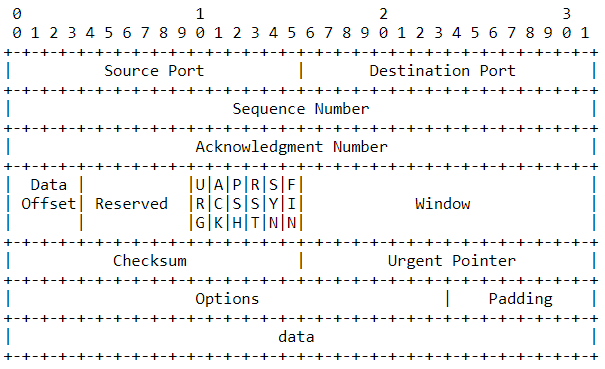 0                   1                   2                   3
 0 1 2 3 4 5 6 7 8 9 0 1 2 3 4 5 6 7 8 9 0 1 2 3 4 5 6 7 8 9 0 1
+-+-+-+-+-+-+-+-+-+-+-+-+-+-+-+-+-+-+-+-+-+-+-+-+-+-+-+-+-+-+-+-+
|          Source Port          |       Destination Port        |
+-+-+-+-+-+-+-+-+-+-+-+-+-+-+-+-+-+-+-+-+-+-+-+-+-+-+-+-+-+-+-+-+
|                        Sequence Number                        |
+-+-+-+-+-+-+-+-+-+-+-+-+-+-+-+-+-+-+-+-+-+-+-+-+-+-+-+-+-+-+-+-+
|                    Acknowledgment Number                      |
+-+-+-+-+-+-+-+-+-+-+-+-+-+-+-+-+-+-+-+-+-+-+-+-+-+-+-+-+-+-+-+-+
|  Data |           |U|A|P|R|S|F|                               |
| Offset| Reserved  |R|C|S|S|Y|I|            Window             |
|       |           |G|K|H|T|N|N|                               |
+-+-+-+-+-+-+-+-+-+-+-+-+-+-+-+-+-+-+-+-+-+-+-+-+-+-+-+-+-+-+-+-+
|           Checksum            |         Urgent Pointer        |
+-+-+-+-+-+-+-+-+-+-+-+-+-+-+-+-+-+-+-+-+-+-+-+-+-+-+-+-+-+-+-+-+
|                       Options                 |    Padding    |
+-+-+-+-+-+-+-+-+-+-+-+-+-+-+-+-+-+-+-+-+-+-+-+-+-+-+-+-+-+-+-+-+
|                             data                              |
+-+-+-+-+-+-+-+-+-+-+-+-+-+-+-+-+-+-+-+-+-+-+-+-+-+-+-+-+-+-+-+-+